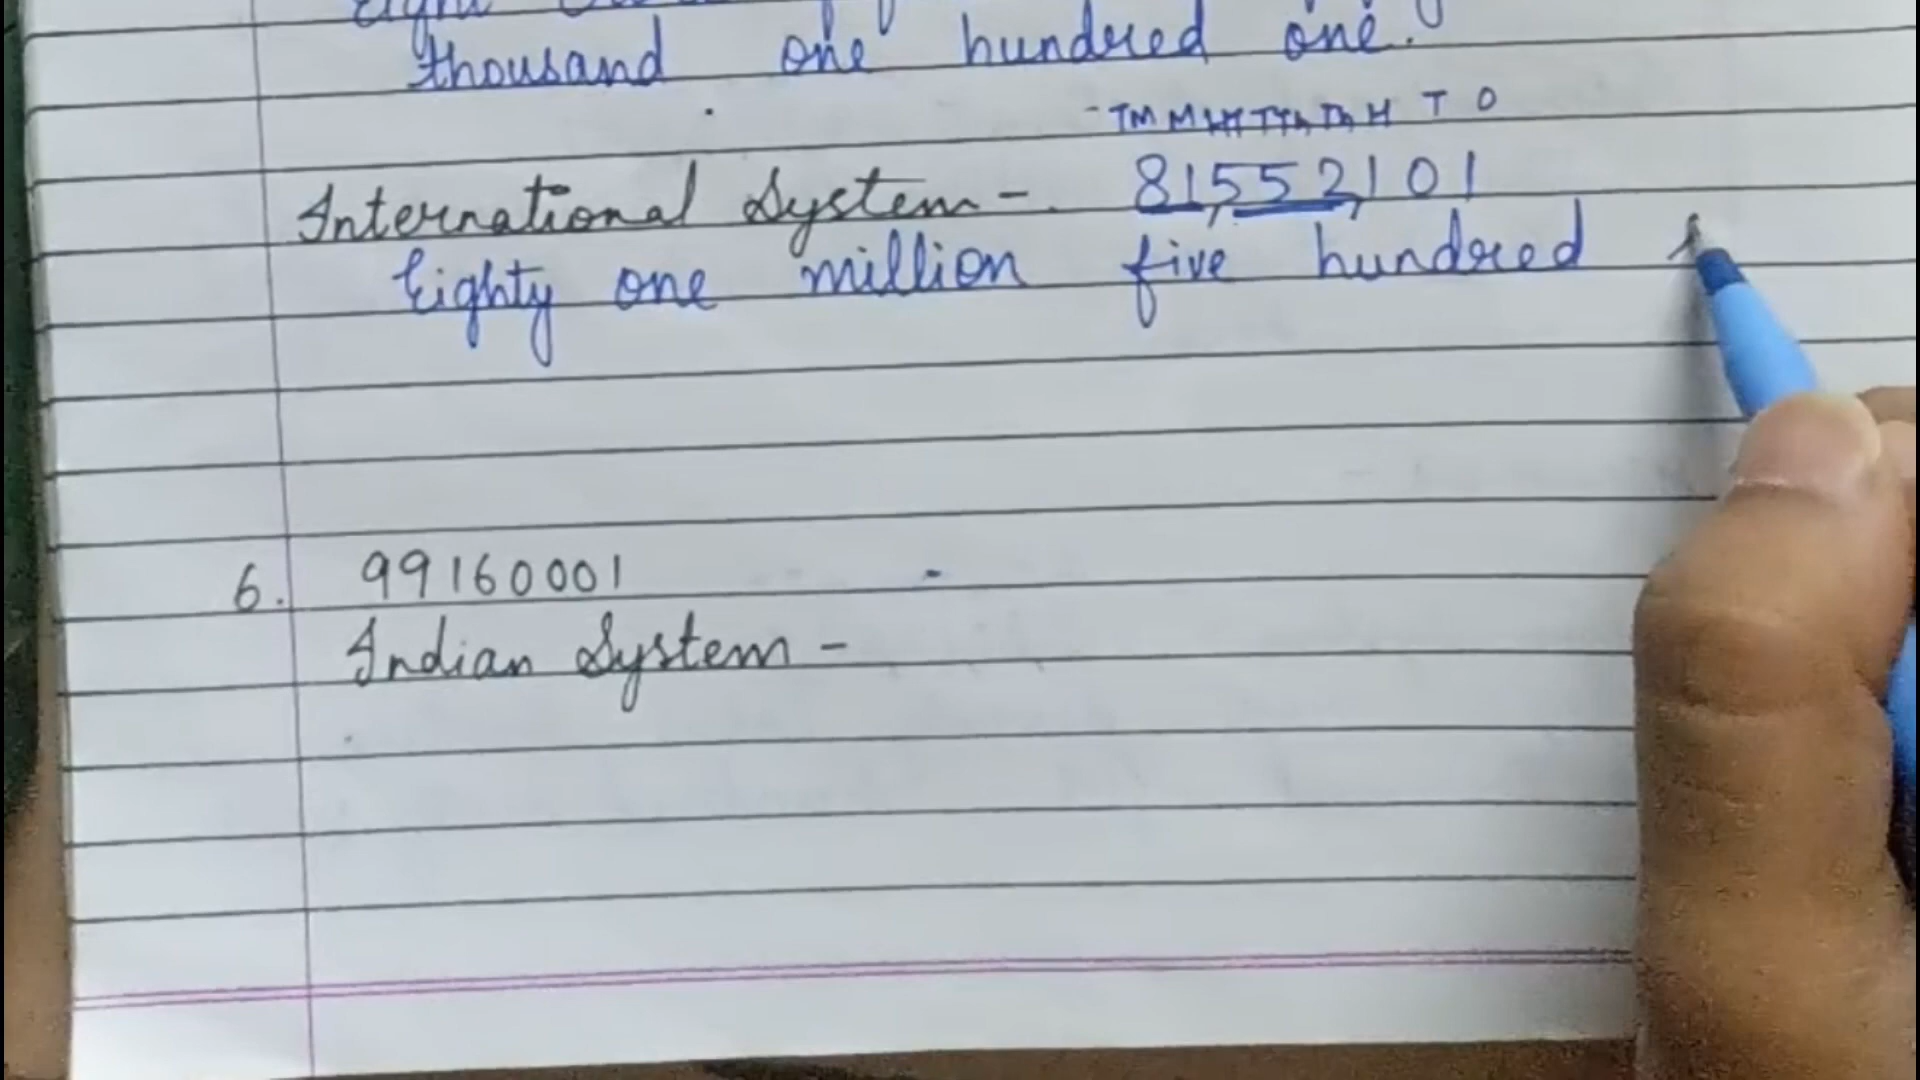 Eight
thousand one hundred one.
TM M HTh TTh Th H T O
International System - 81,552,101
Eighty one million five hundred
6. 99160001
Indian System -